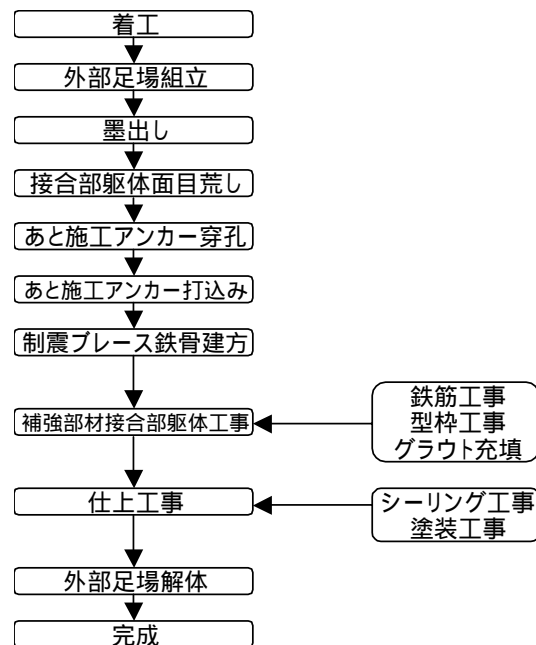 着工
外部足場組立
墨出し
接合部躯体面目荒し
あと施工アンカー穿孔
あと施工アンカー打込み
制震ブレース鉄骨建方
補強部材接合部躯体工事
鉄筋工事
型枠工事
グラウト充填
仕上工事
シーリング工事
塗装工事
外部足場解体
完成